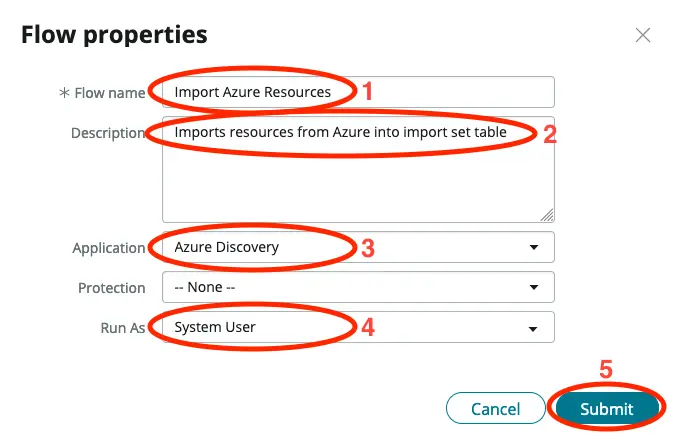 Flow properties
* Flow name Import Azure Resources 1
Description Imports resources from Azure into import set table 2
Application Azure Discovery 3
Protection -- None --
Run As System User 4
5
Cancel Submit